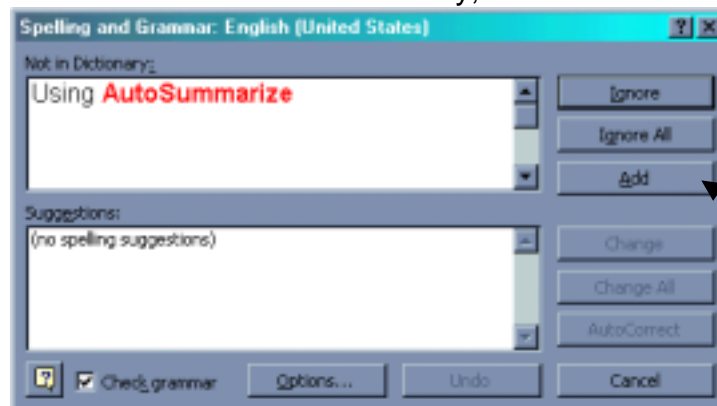 Spelling and Grammar: English (United States)
Not in Dictionary:
Using AutoSummarize
Ignore
Ignore All
Add
Suggestions:
(no spelling suggestions)
Change
Change All
AutoCorrect
Check grammar
Options...
Undo
Cancel